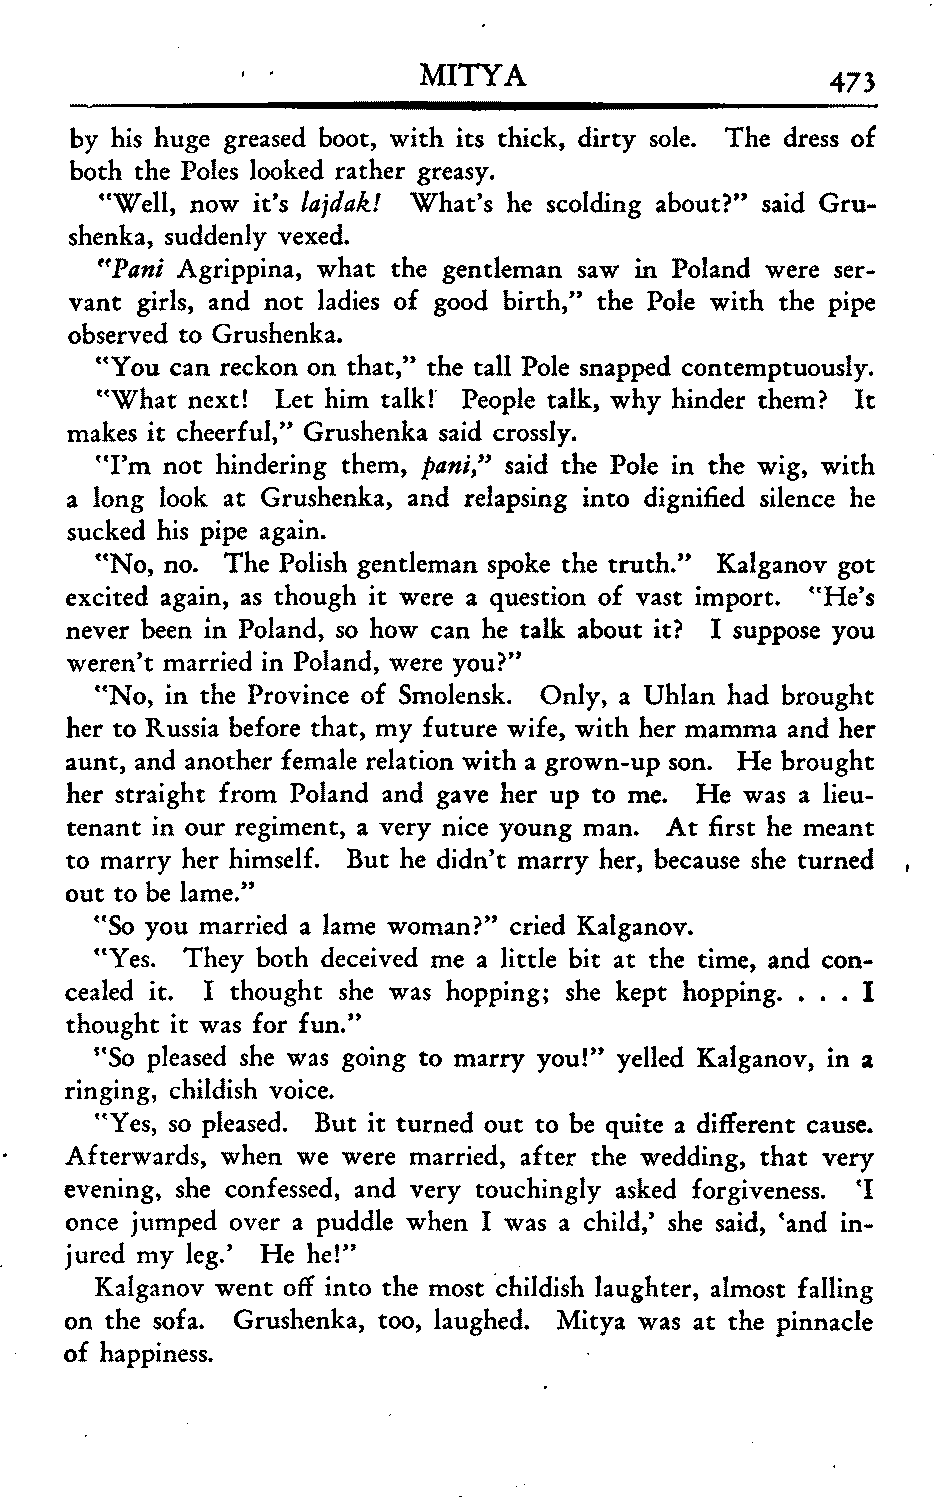 MITYA 473
by his huge greased boot, with its thick, dirty sole. The dress of
both the Poles looked rather greasy.
"Well, now it's lajdak! What's he scolding about?" said Gru-
shenka, suddenly vexed.
"Pani Agrippina, what the gentleman saw in Poland were ser-
vant girls, and not ladies of good birth," the Pole with the pipe
observed to Grushenka.
"You can reckon on that," the tall Pole snapped contemptuously.
"What next! Let him talk! People talk, why hinder them? It
makes it cheerful," Grushenka said crossly.
"I'm not hindering them, pani," said the Pole in the wig, with
a long look at Grushenka, and relapsing into dignified silence he
sucked his pipe again.
"No, no. The Polish gentleman spoke the truth." Kalganov got
excited again, as though it were a question of vast import. "He's
never been in Poland, so how can he talk about it? I suppose you
weren't married in Poland, were you?"
"No, in the Province of Smolensk. Only, a Uhlan had brought
her to Russia before that, my future wife, with her mamma and her
aunt, and another female relation with a grown-up son. He brought
her straight from Poland and gave her up to me. He was a lieu-
tenant in our regiment, a very nice young man. At first he meant
to marry her himself. But he didn't marry her, because she turned
out to be lame."
"So you married a lame woman?" cried Kalganov.
"Yes. They both deceived me a little bit at the time, and con-
cealed it. I thought she was hopping; she kept hopping. . . . I
thought it was for fun."
"So pleased she was going to marry you!" yelled Kalganov, in a
ringing, childish voice.
"Yes, so pleased. But it turned out to be quite a different cause.
Afterwards, when we were married, after the wedding, that very
evening, she confessed, and very touchingly asked forgiveness. 'I
once jumped over a puddle when I was a child,' she said, 'and in-
jured my leg.' He he!"
Kalganov went off into the most childish laughter, almost falling
on the sofa. Grushenka, too, laughed. Mitya was at the pinnacle
of happiness.